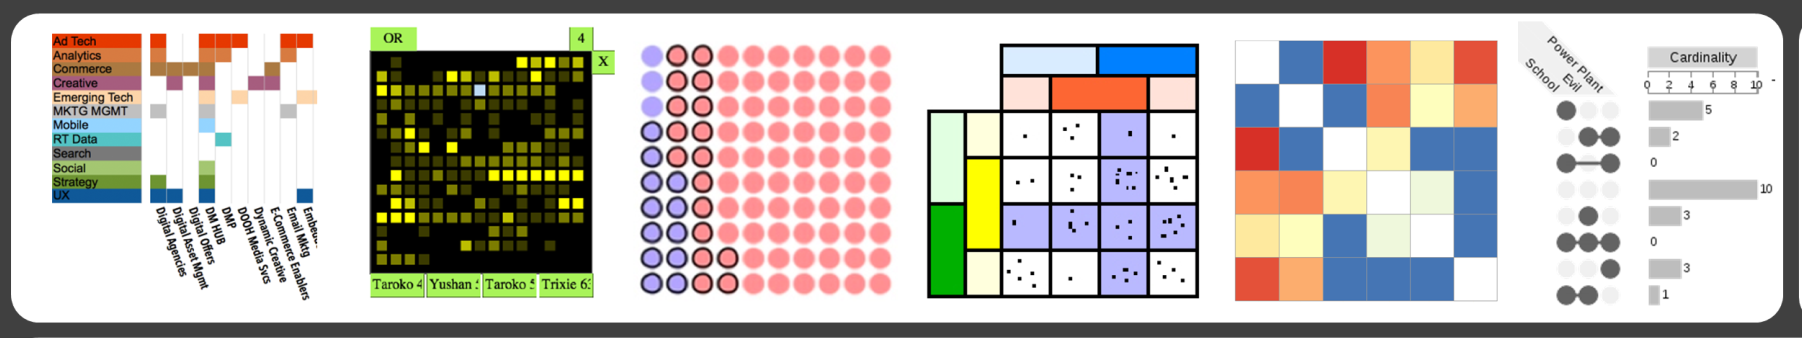 Ad Tech
Analytics
Commerce
Creative
Emerging Tech
MKTG MGMT
Mobile
RT Data
Search
Social
Strategy
UX
Digital Agencies
Digital Asset Mgmt
Digital Offers
DM HUB
DMP
DOOH Media Svcs
Dynamic Creative
E-Commerce Enablers
Email Mktg
OR
4
X
Taroko 4
Yushan
Taroko
Trixie 6
School
Evil
Power Plant
Cardinality
0 2 4 6 8 10
5
2
0
10
3
0
3
1